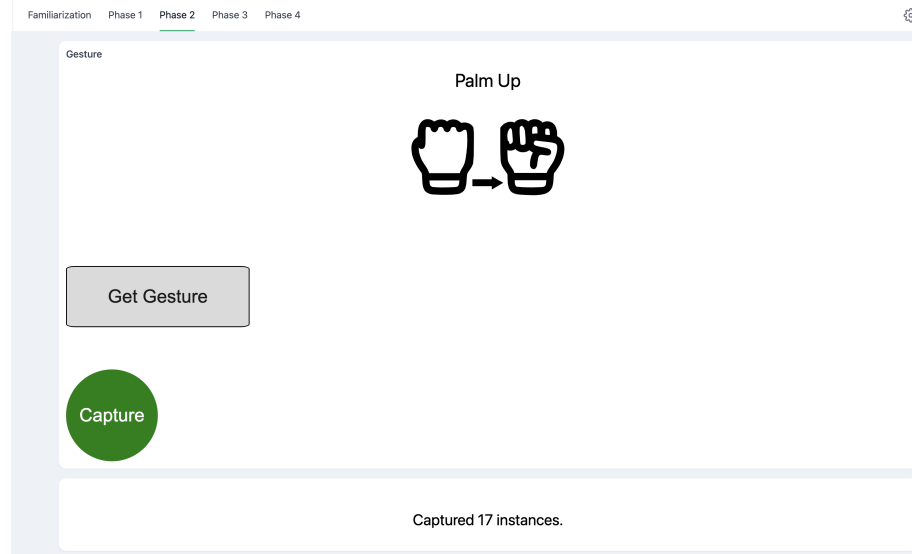 Familiarization Phase 1 Phase 2 Phase 3 Phase 4
Gesture
Palm Up
Get Gesture
Capture
Captured 17 instances.